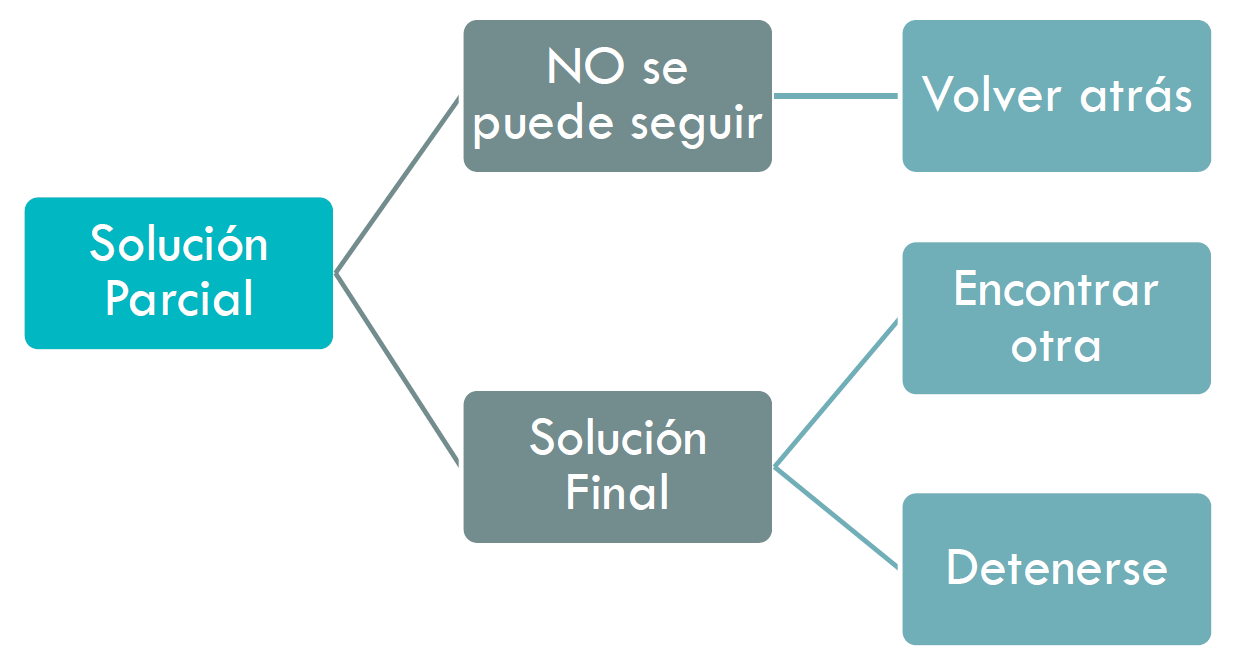 NO se
puede seguir
Volver atrás
Solución
Parcial
Encontrar
otra
Solución
Final
Detenerse